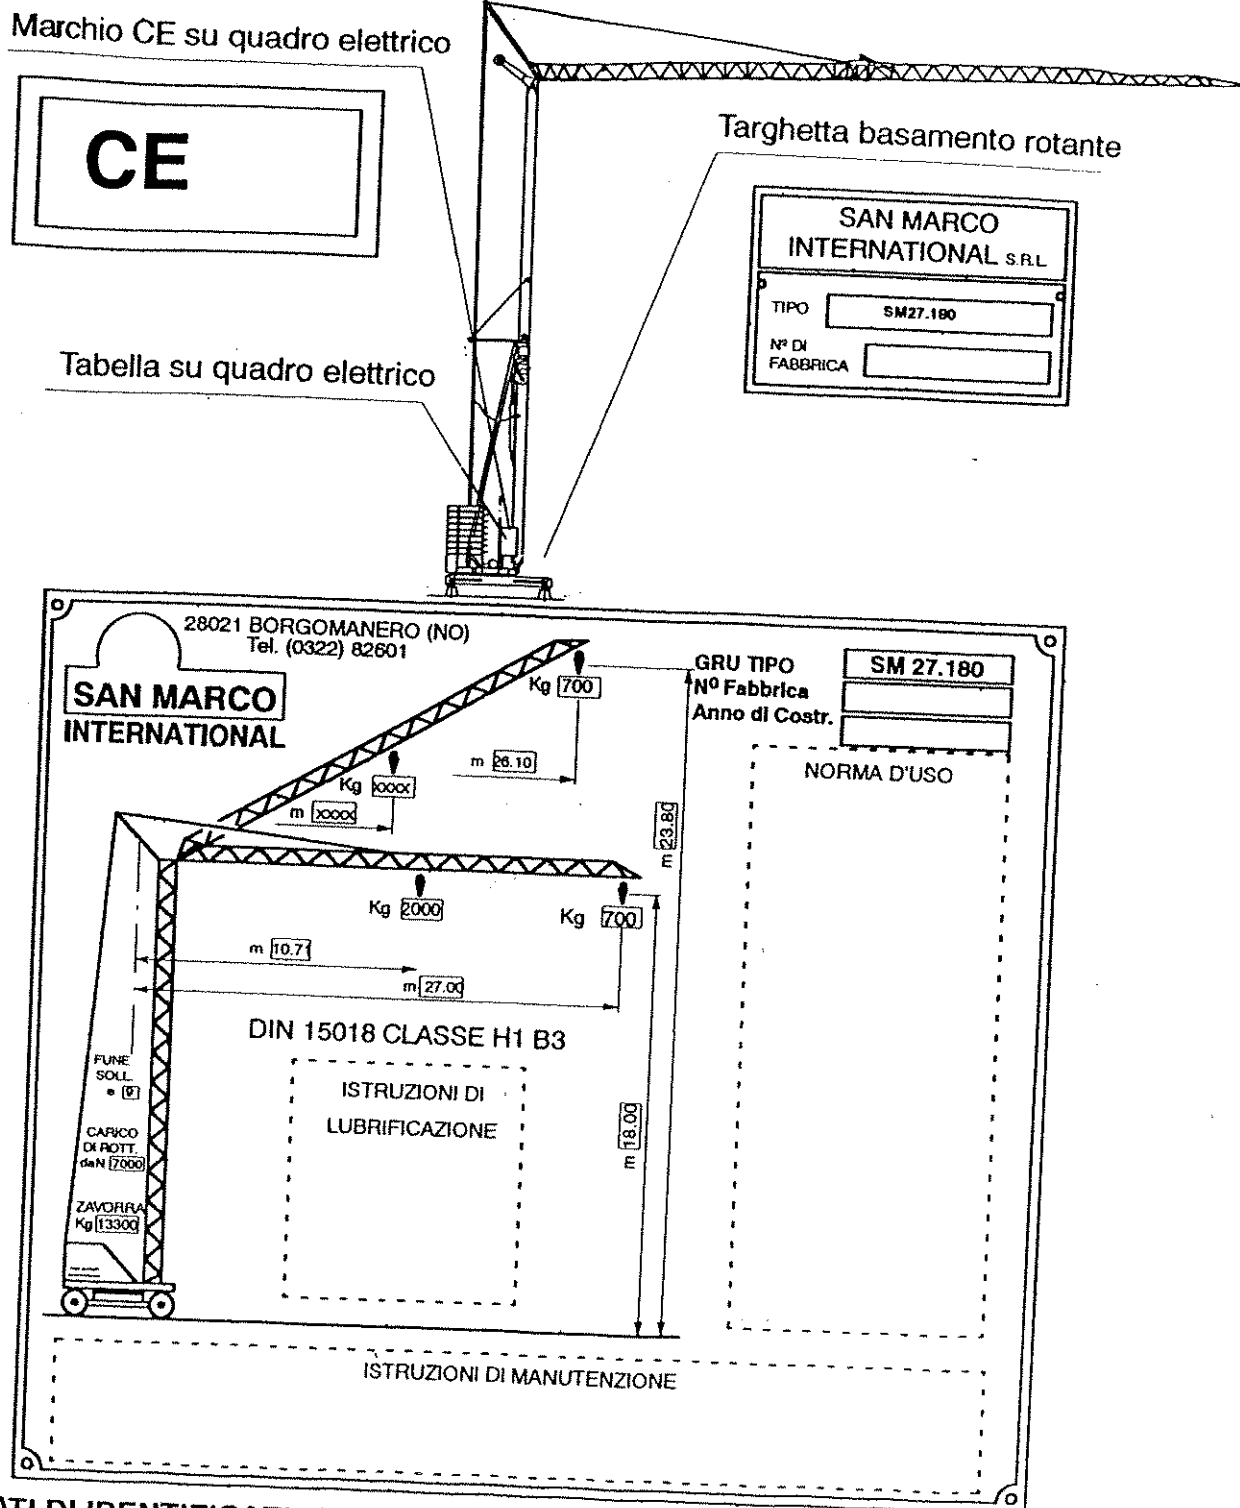 Marchio CE su quadro elettrico
CE
Targhetta basamento rotante
SAN MARCO
INTERNATIONAL S.R.L
TIPO SM27.180
Nº DI
FABBRICA
Tabella su quadro elettrico
28021 BORGOMANERO (NO)
Tel. (0322) 82601
SAN MARCO
INTERNATIONAL
GRU TIPO SM 27.180
Nº Fabbrica
Anno di Costr.
NORMA D'USO
Kg 700
m 26.10
Kg xxxx
m xxxx
m 23.80
Kg 2000
Kg 700
m 10.71
m 27.00
DIN 15018 CLASSE H1 B3
FUNE
SOLL.
ISTRUZIONI DI
LUBRIFICAZIONE
CARICO
DI ROTT.
daN 7000
m 18.00
ZAVORRA
Kg 13300
ISTRUZIONI DI MANUTENZIONE